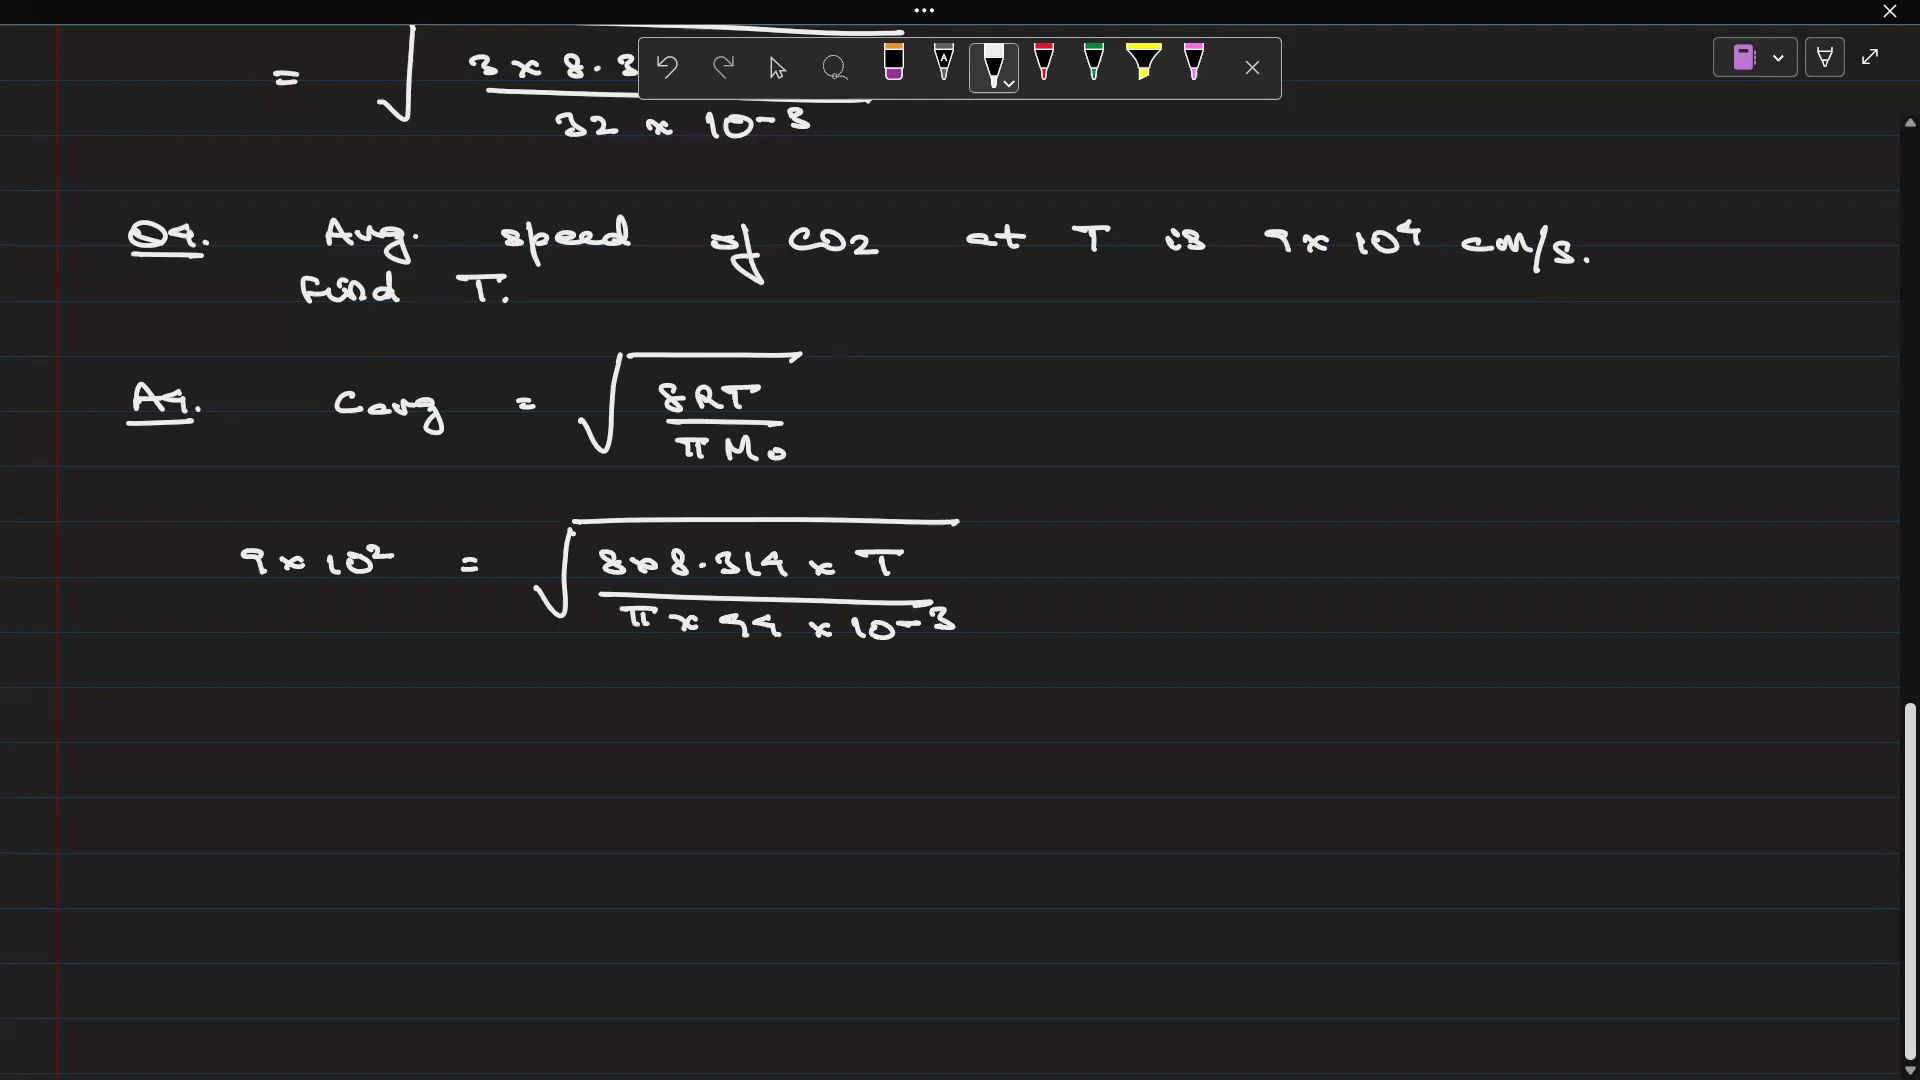 = √(3 x 8.3
32 x 10-3
Q4. Avg. speed of CO2 at T is 9 x 10⁴ cm/s.
Find T.
A4. Cavg = √(8RT / πM₀)
9 x 10² = √(8 x 8.314 x T / π x 44 x 10-3)